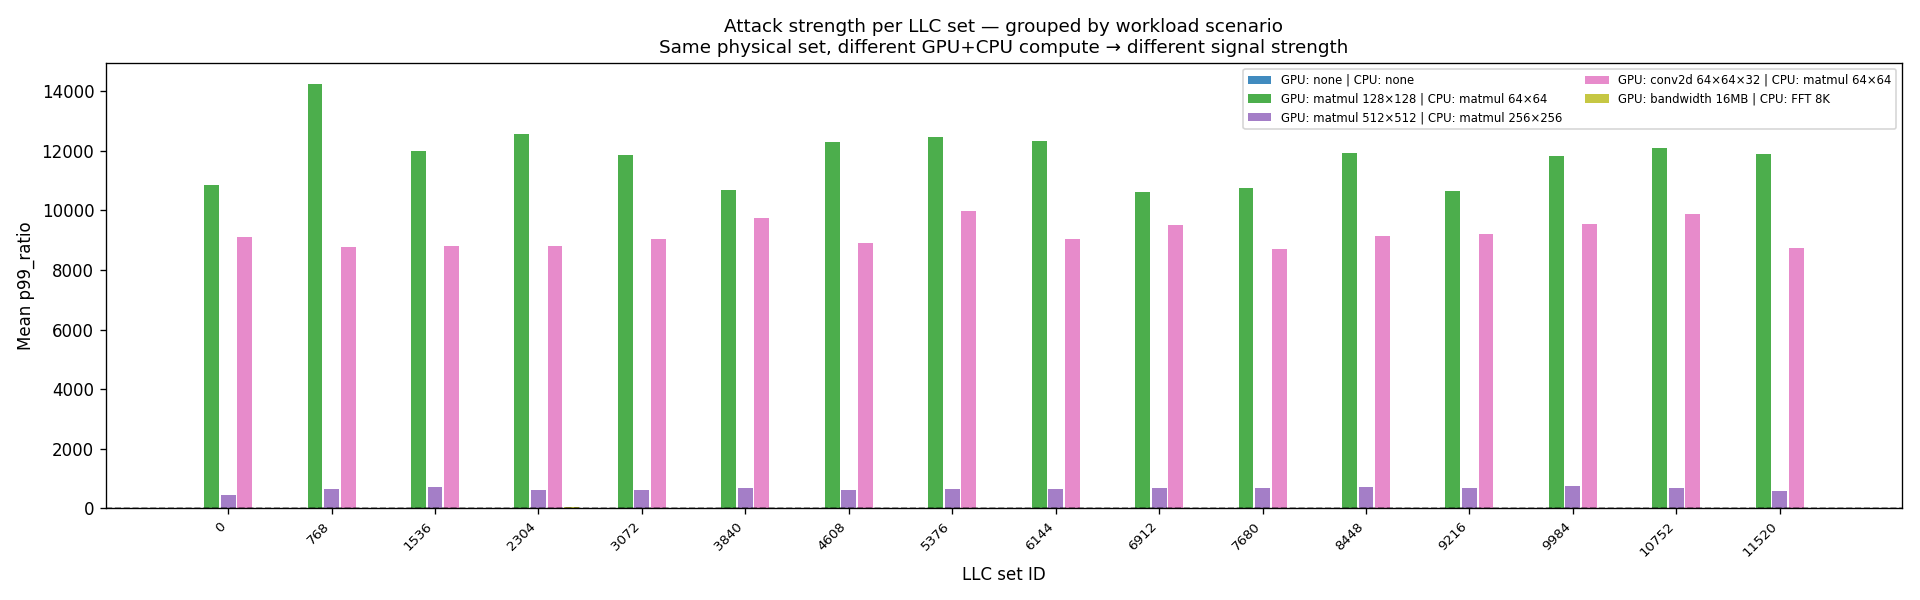 Attack strength per LLC set — grouped by workload scenario
Same physical set, different GPU+CPU compute → different signal strength
GPU: none | CPU: none
GPU: matmul 128×128 | CPU: matmul 64×64
GPU: matmul 512×512 | CPU: matmul 256×256
GPU: conv2d 64×64×32 | CPU: matmul 64×64
GPU: bandwidth 16MB | CPU: FFT 8K
Mean p99_ratio
14000
12000
10000
8000
6000
4000
2000
0
0
768
1536
2304
3072
3840
4608
5376
6144
6912
7680
8448
9216
9984
10752
11520
LLC set ID